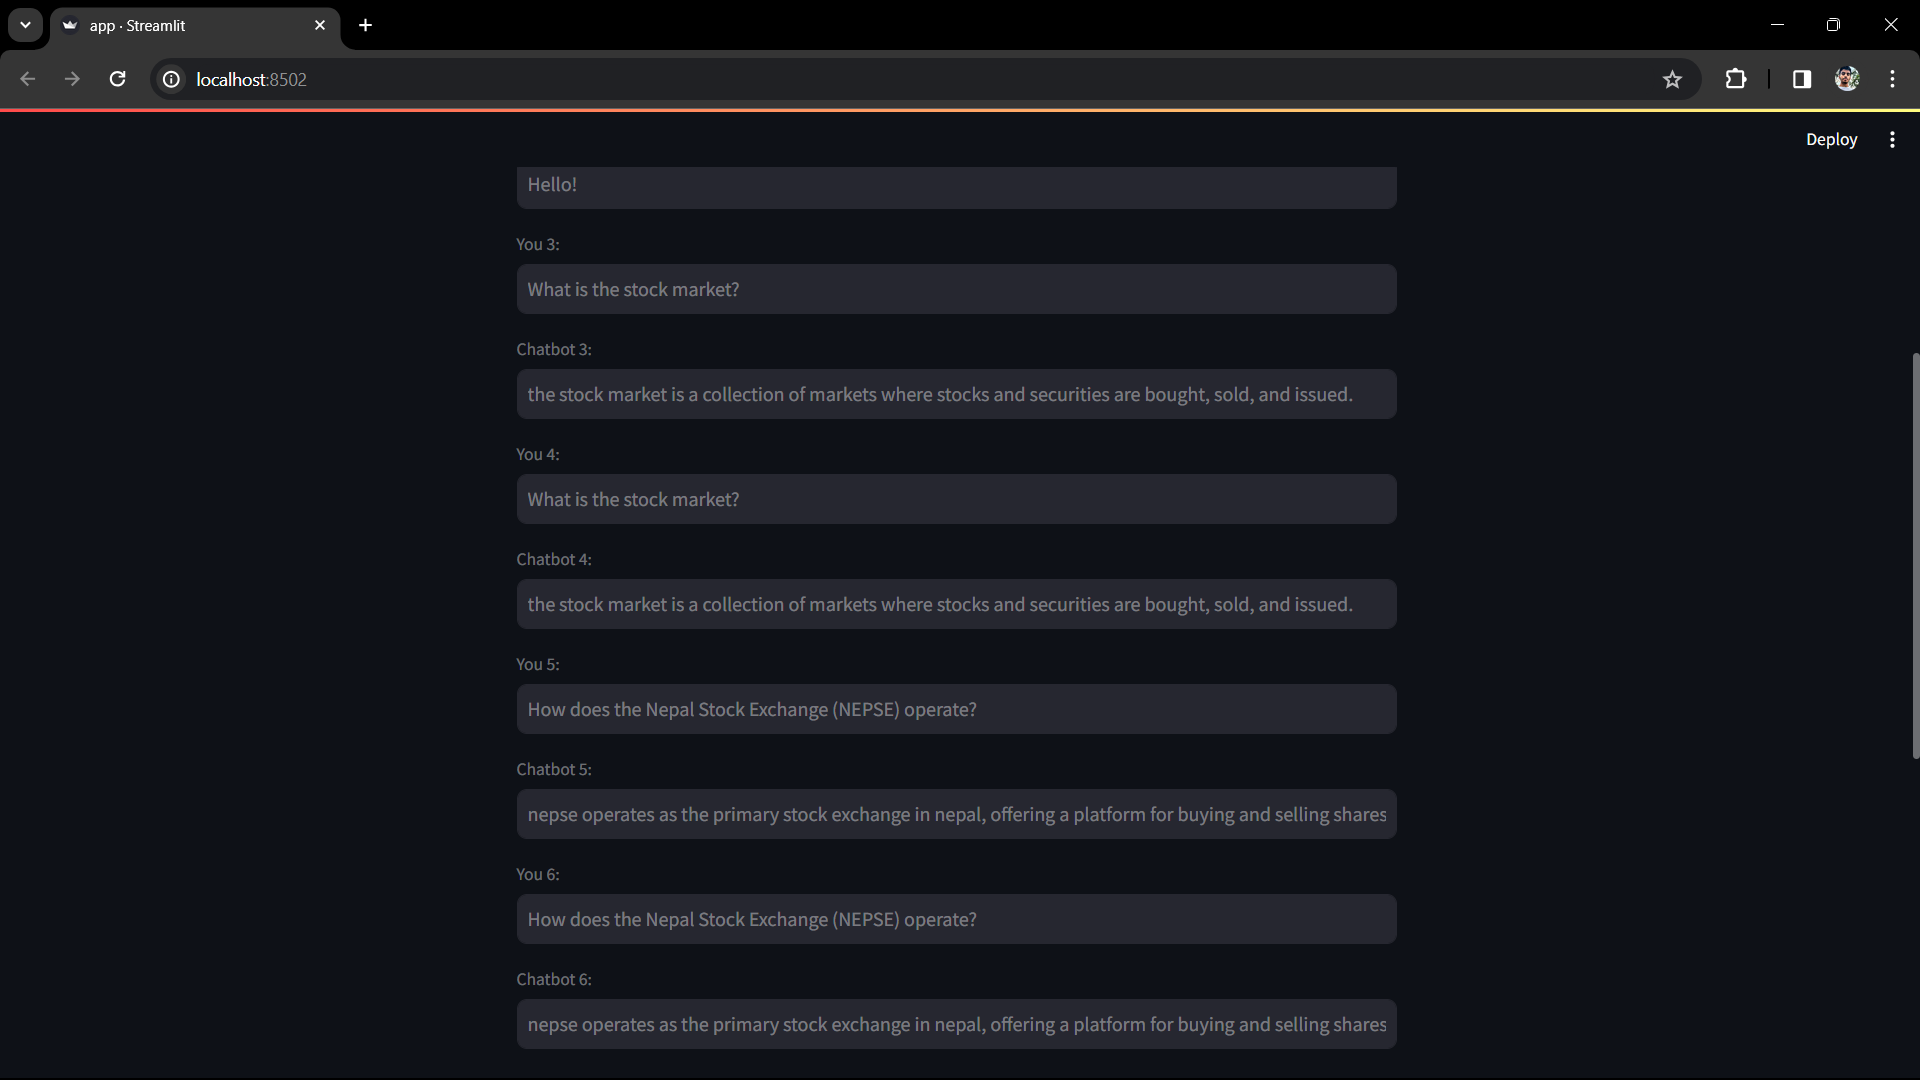 app · Streamlit
localhost:8502
Deploy
Hello!
You 3:
What is the stock market?
Chatbot 3:
the stock market is a collection of markets where stocks and securities are bought, sold, and issued.
You 4:
What is the stock market?
Chatbot 4:
the stock market is a collection of markets where stocks and securities are bought, sold, and issued.
You 5:
How does the Nepal Stock Exchange (NEPSE) operate?
Chatbot 5:
nepse operates as the primary stock exchange in nepal, offering a platform for buying and selling shares
You 6:
How does the Nepal Stock Exchange (NEPSE) operate?
Chatbot 6:
nepse operates as the primary stock exchange in nepal, offering a platform for buying and selling shares